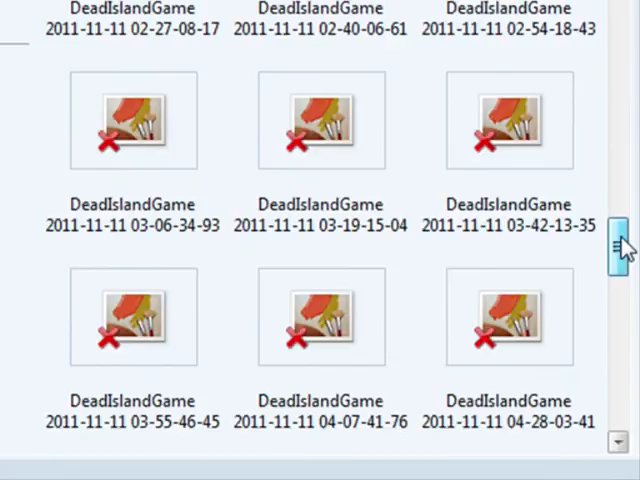 DeadIslandGame DeadIslandGame DeadIslandGame
2011-11-11 02-27-08-17 2011-11-11 02-40-06-61 2011-11-11 02-54-18-43
DeadIslandGame DeadIslandGame DeadIslandGame
2011-11-11 03-06-34-93 2011-11-11 03-19-15-04 2011-11-11 03-42-13-35
DeadIslandGame DeadIslandGame DeadIslandGame
2011-11-11 03-55-46-45 2011-11-11 04-07-41-76 2011-11-11 04-28-03-41